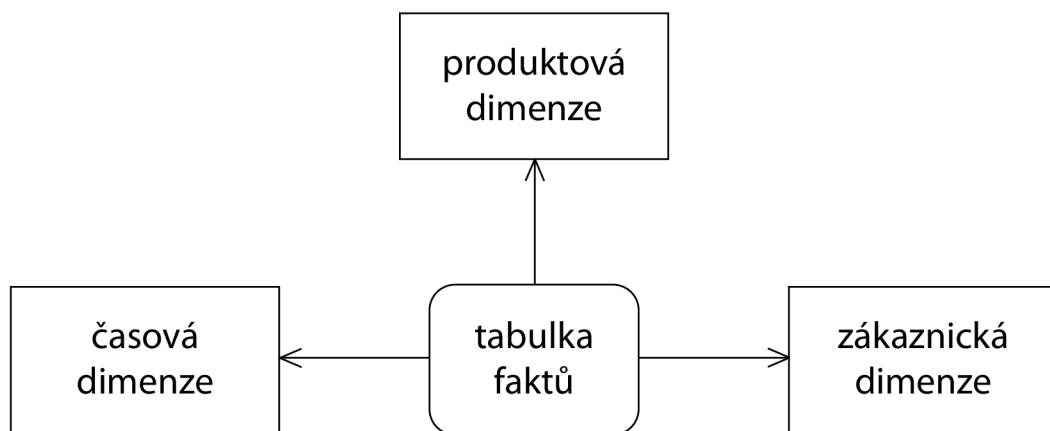 produktová
dimenze
časová
dimenze
tabulka
faktů
zákaznická
dimenze